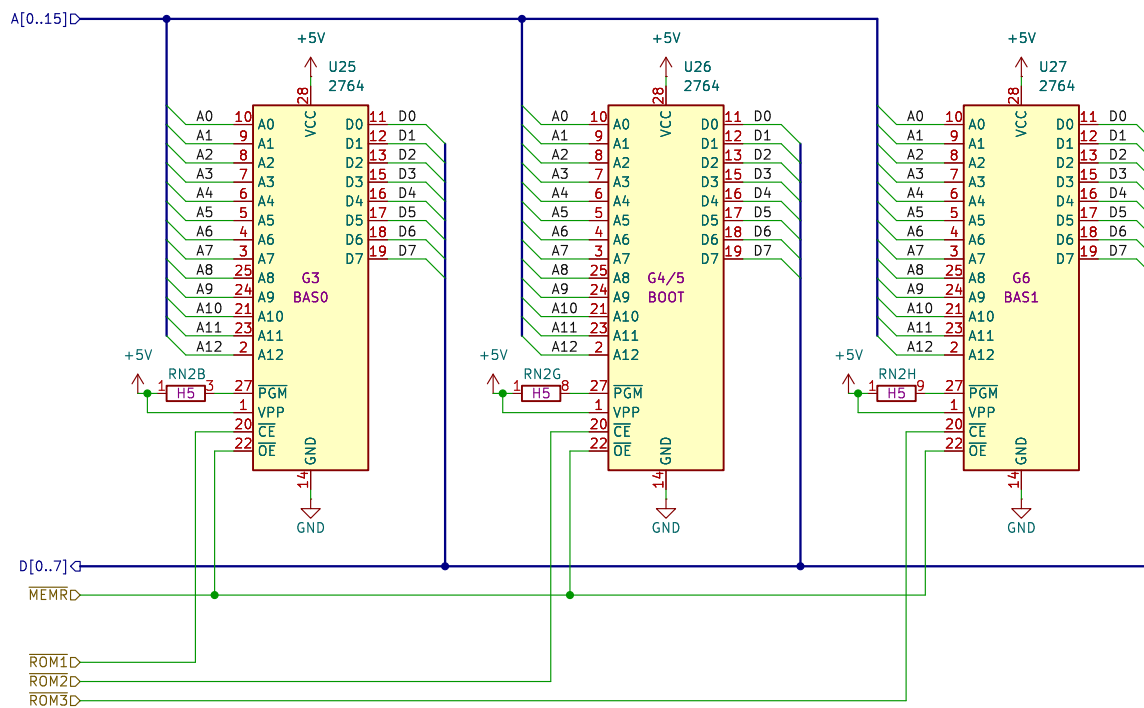 A[0..15]
+5V
U25
2764
28
VCC
A0 10 A0 D0 11 D0
A1 9 A1 D1 12 D1
A2 8 A2 D2 13 D2
A3 7 A3 D3 15 D3
A4 6 A4 D4 16 D4
A5 5 A5 D5 17 D5
A6 4 A6 D6 18 D6
A7 3 A7 D7 19 D7
A8 25 A8
G3
A9 24 A9
BAS0
A10 21 A10
A11 23 A11
A12 2 A12
+5V
RN2B
1 H5 3 27 PGM
1 VPP
20 CE
22 OE
GND
14
GND
+5V
U26
2764
28
VCC
A0 10 A0 D0 11 D0
A1 9 A1 D1 12 D1
A2 8 A2 D2 13 D2
A3 7 A3 D3 15 D3
A4 6 A4 D4 16 D4
A5 5 A5 D5 17 D5
A6 4 A6 D6 18 D6
A7 3 A7 D7 19 D7
A8 25 A8
G4/5
A9 24 A9
BOOT
A10 21 A10
A11 23 A11
A12 2 A12
+5V
RN2G
1 H5 8 27 PGM
1 VPP
20 CE
22 OE
GND
14
GND
+5V
U27
2764
28
VCC
A0 10 A0 D0 11 D0
A1 9 A1 D1 12 D1
A2 8 A2 D2 13 D2
A3 7 A3 D3 15 D3
A4 6 A4 D4 16 D4
A5 5 A5 D5 17 D5
A6 4 A6 D6 18 D6
A7 3 A7 D7 19 D7
A8 25 A8
G6
A9 24 A9
BAS1
A10 21 A10
A11 23 A11
A12 2 A12
+5V
RN2H
1 H5 9 27 PGM
1 VPP
20 CE
22 OE
GND
14
GND
D[0..7]
MEMR
ROM1
ROM2
ROM3